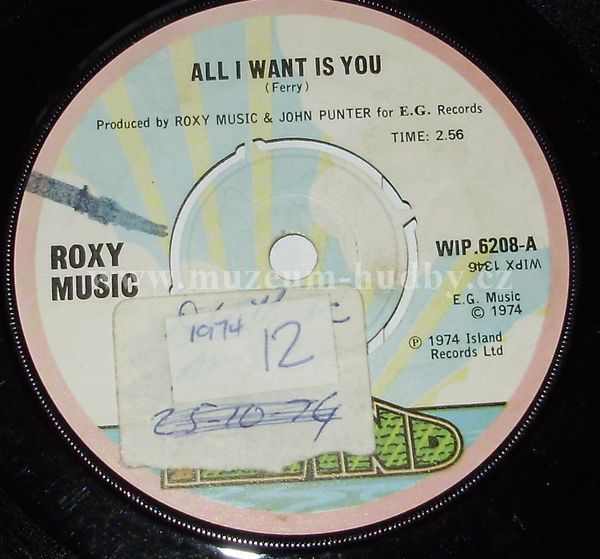 ALL I WANT IS YOU
(Ferry)
Produced by ROXY MUSIC & JOHN PUNTER for E.G. Records
TIME: 2.56
ROXY
MUSIC
WIP.6208-A
WIPX 1346
www.muzeum-hudby.cz
E.G. Music
© 1974
℗ 1974 Island
Records Ltd
1974
12
25-10-74